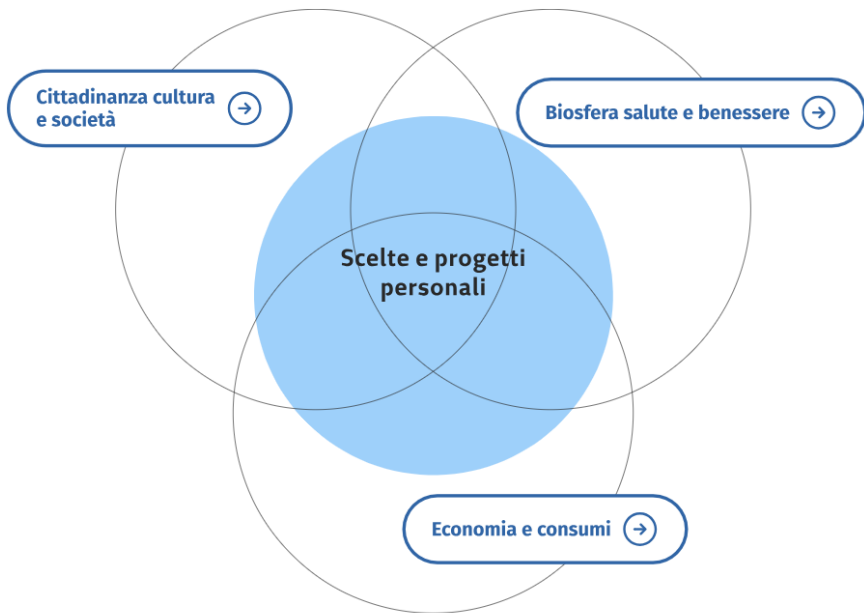 Cittadinanza cultura
e società
Biosfera salute e benessere
Scelte e progetti
personali
Economia e consumi